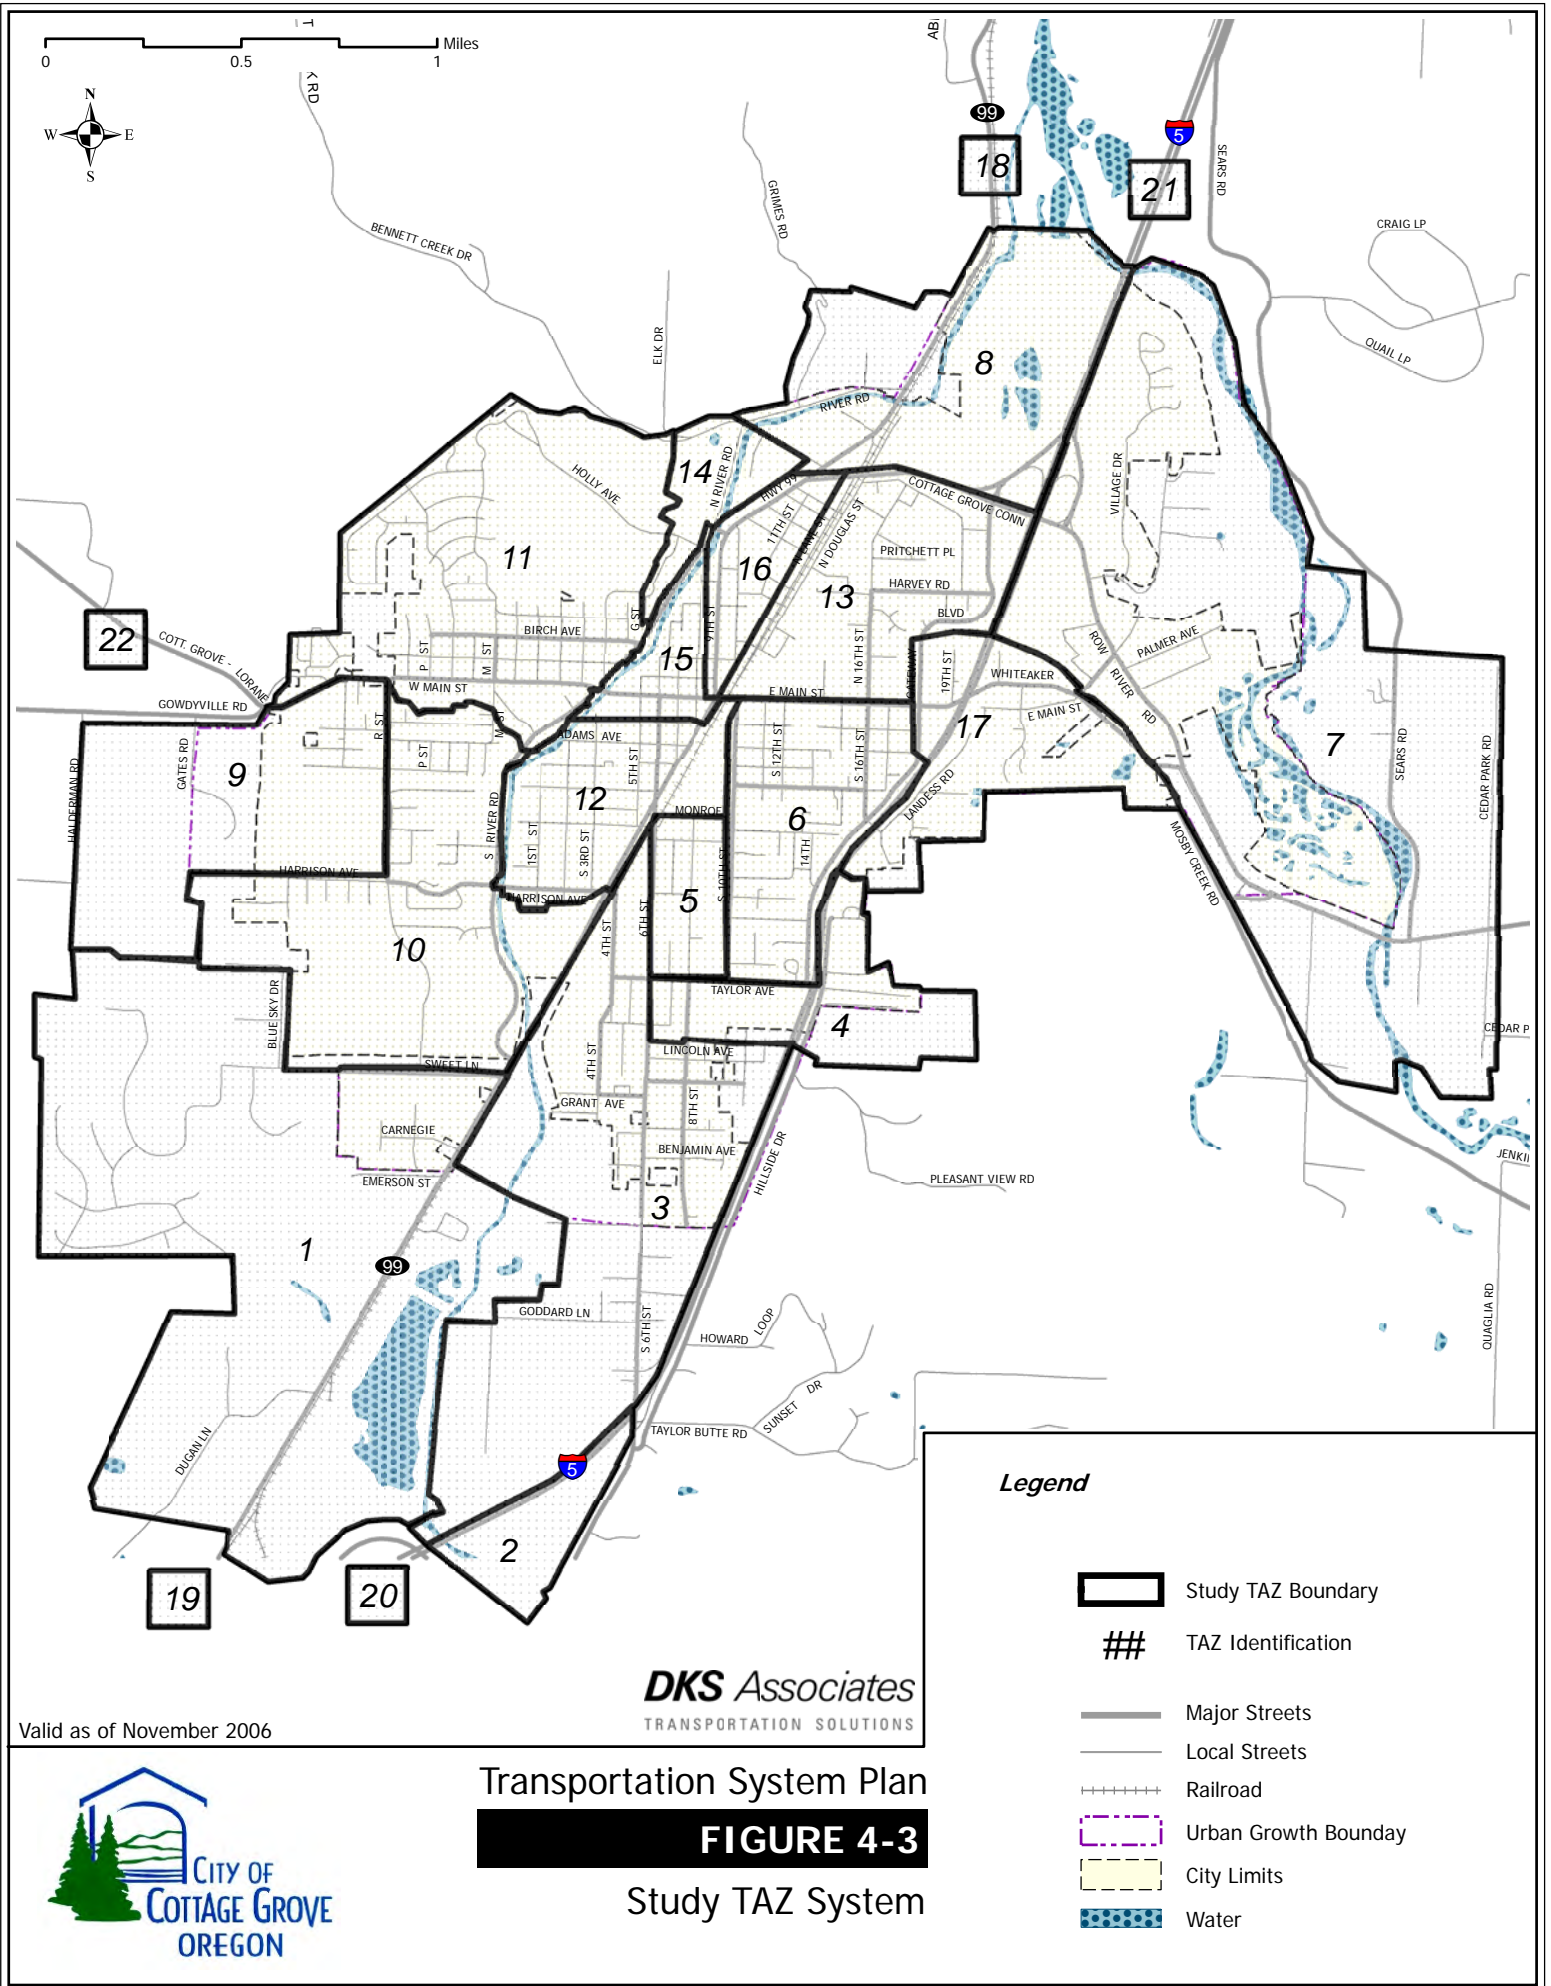 Miles
0 0.5 1
N
W E
S
T
K RD
BENNETT CREEK DR
GRIMES RD
ELK DR
99
18
5
21
SEARS RD
CRAIG LP
QUAIL LP
8
RIVER RD
14
N RIVER RD
HWY 99
COTTAGE GROVE CONN
VILLAGE DR
HOLLY AVE
11
11TH ST
N LANE ST
N DOUGLAS ST
PRITCHETT PL
16
13
HARVEY RD
BLVD
G ST
9TH ST
BIRCH AVE
22
COTT. GROVE - LORANE
P ST
M ST
15
N 16TH ST
GATEWAY
19TH ST
WHITEAKER
ROW RIVER RD
PALMER AVE
W MAIN ST
E MAIN ST
E MAIN ST
GOWDYVILLE RD
R ST
M ST
ADAMS AVE
17
7
HALDERMAN RD
GATES RD
9
P ST
5TH ST
S 12TH ST
S 16TH ST
SEARS RD
CEDAR PARK RD
S RIVER RD
12
MONROE
6
LANDESS RD
1ST ST
S 3RD ST
14TH
MOSBY CREEK RD
HARRISON AVE
HARRISON AVE
5
S 10TH ST
6TH ST
4TH ST
10
BLUE SKY DR
TAYLOR AVE
4
CEDAR P
SWEET LN
LINCOLN AVE
4TH ST
GRANT AVE
8TH ST
CARNEGIE
BENJAMIN AVE
HILLSIDE DR
JENKI
EMERSON ST
PLEASANT VIEW RD
3
1
99
GODDARD LN
S 6TH ST
HOWARD LOOP
QUAGLIA RD
SUNSET DR
TAYLOR BUTTE RD
DUGAN LN
5
2
19
20
Legend
Study TAZ Boundary
## TAZ Identification
Major Streets
Local Streets
Railroad
Urban Growth Bounday
City Limits
Water
DKS Associates
TRANSPORTATION SOLUTIONS
Valid as of November 2006
Transportation System Plan
FIGURE 4-3
Study TAZ System
CITY OF
COTTAGE GROVE
OREGON